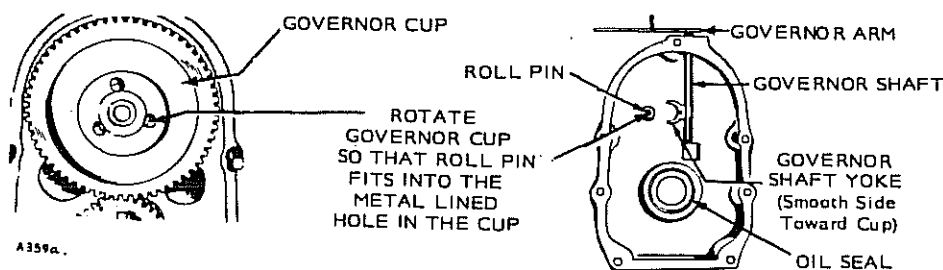 GOVERNOR CUP
ROTATE
GOVERNOR CUP
SO THAT ROLL PIN
FITS INTO THE
METAL LINED
HOLE IN THE CUP
A359a.
GOVERNOR ARM
ROLL PIN
GOVERNOR SHAFT
GOVERNOR
SHAFT YOKE
(Smooth Side
Toward Cup)
OIL SEAL